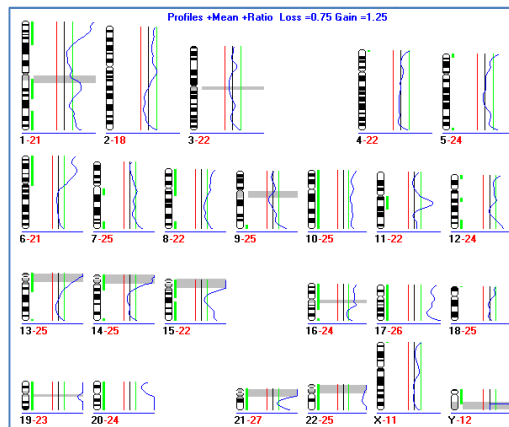 Profiles +Mean +Ratio Loss =0.75 Gain =1.25
1-21 2-18 3-22 4-22 5-24
6-21 7-25 8-22 9-25 10-25 11-22 12-24
13-25 14-25 15-22 16-24 17-26 18-25
19-23 20-24 21-27 22-25 X-11 Y-12